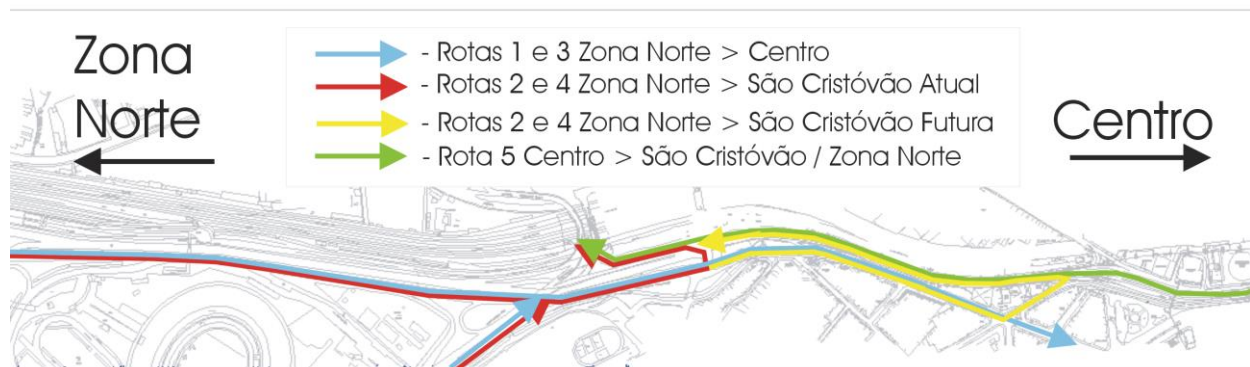 Zona
Norte
- Rotas 1 e 3 Zona Norte > Centro
- Rotas 2 e 4 Zona Norte > São Cristóvão Atual
- Rotas 2 e 4 Zona Norte > São Cristóvão Futura
- Rota 5 Centro > São Cristóvão / Zona Norte
Centro